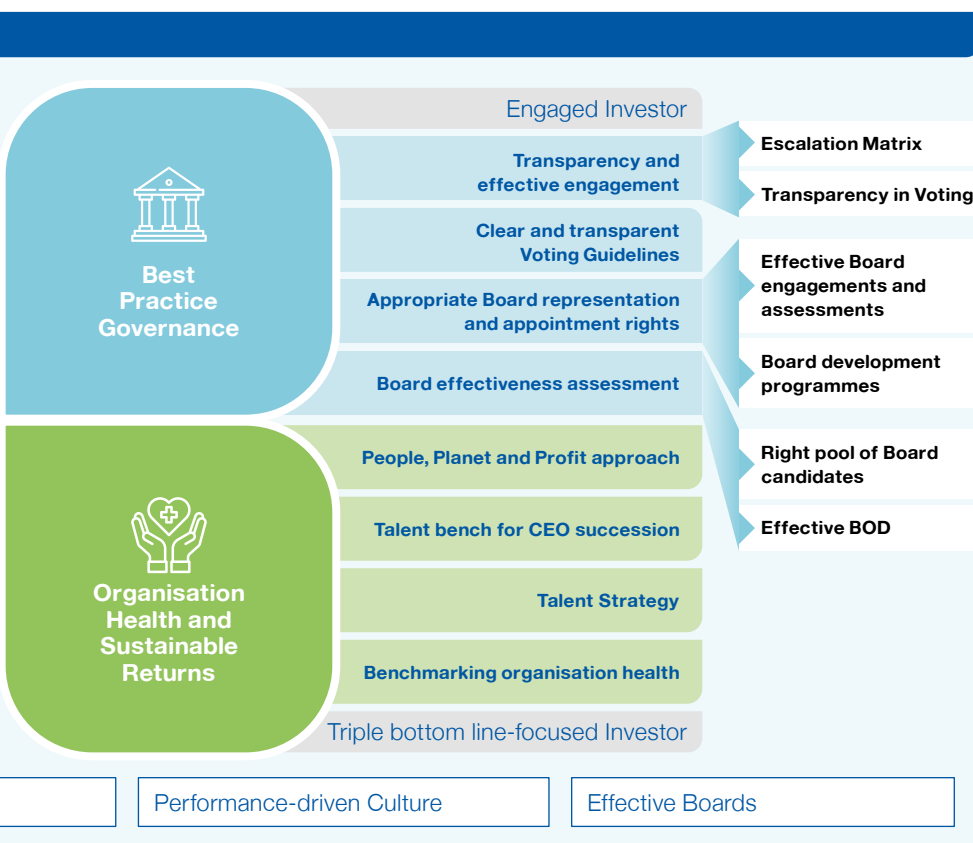 Best
Practice
Governance
Engaged Investor
Transparency and
effective engagement
Clear and transparent
Voting Guidelines
Appropriate Board representation
and appointment rights
Board effectiveness assessment
Escalation Matrix
Transparency in Voting
Effective Board
engagements and
assessments
Board development
programmes
Right pool of Board
candidates
Effective BOD
Organisation
Health and
Sustainable
Returns
People, Planet and Profit approach
Talent bench for CEO succession
Talent Strategy
Benchmarking organisation health
Triple bottom line-focused Investor
Performance-driven Culture
Effective Boards